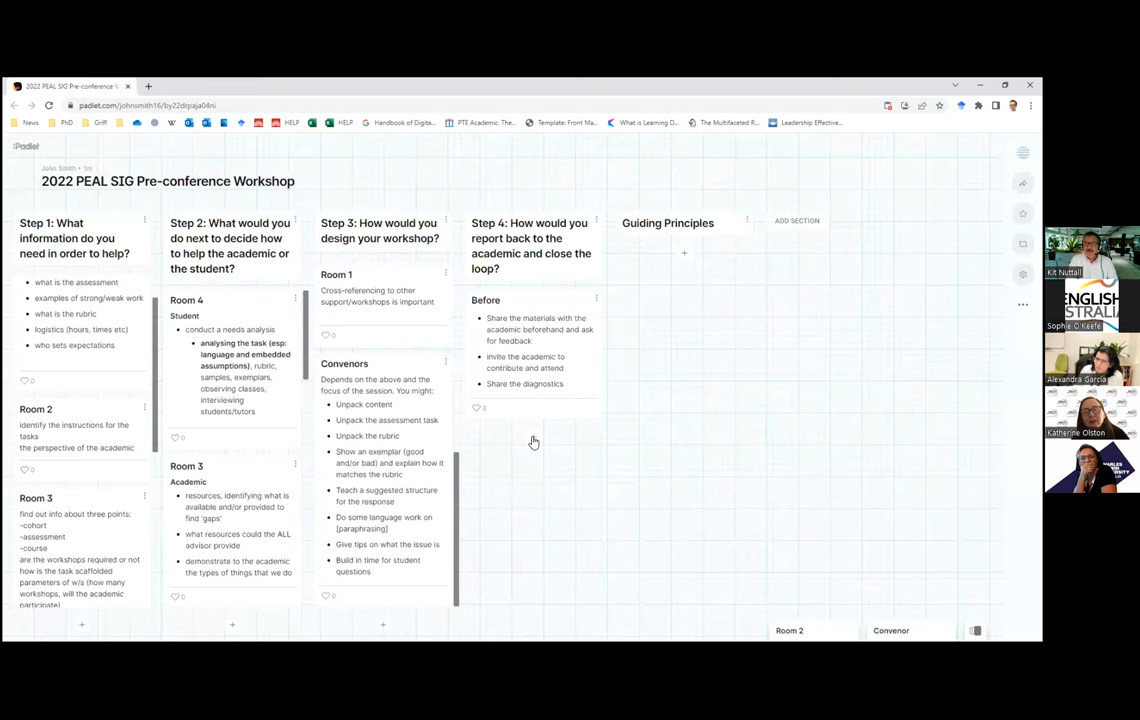 2022 PEAL SIG Pre-conference W
padlet.com/johnsmith16/by22drpaja04ni
News
PhD
Griff
HELP
HELP
Handbook of Digita...
PTE Academic. The...
Template: Front Ma...
What is Learning D...
The Multifaceted R...
Leadership Effective...
:Padlet
John Smith • 1m
2022 PEAL SIG Pre-conference Workshop
Step 1: What
information do you
need in order to help?
what is the assessment
examples of strong/weak work
what is the rubric
logistics (hours, times etc)
who sets expectations
0
Room 2
identify the instructions for the
tasks
the perspective of the academic
0
Room 3
find out info about three points:
-cohort
-assessment
-course
are the workshops required or not
how is the task scaffolded
parameters of w/s (how many
workshops, will the academic
participate)
Step 2: What would you
do next to decide how
to help the academic or
the student?
Room 4
Student
conduct a needs analysis
analysing the task (esp:
language and embedded
assumptions), rubric,
samples, exemplars,
observing classes,
interviewing
students/tutors
0
Room 3
Academic
resources, identifying what is
available and/or provided to
find 'gaps'
what resources could the ALL
advisor provide
demonstrate to the academic
the types of things that we do
0
Step 3: How would you
design your workshop?
Room 1
Cross-referencing to other
support/workshops is important
0
Convenors
Depends on the above and the
focus of the session. You might:
Unpack content
Unpack the assessment task
Unpack the rubric
Show an exemplar (good
and/or bad) and explain how it
matches the rubric
Teach a suggested structure
for the response
Do some language work on
[paraphrasing]
Give tips on what the issue is
Build in time for student
questions
0
Step 4: How would you
report back to the
academic and close the
loop?
Before
Share the materials with the
academic beforehand and ask
for feedback
invite the academic to
contribute and attend
Share the diagnostics
0
Guiding Principles
ADD SECTION
Room 2
Convenor
Kit Nuttall
ENGLISH
AUSTRALIA
Sophie O'Keefe
Alexandra Garcia
Katherine Olston